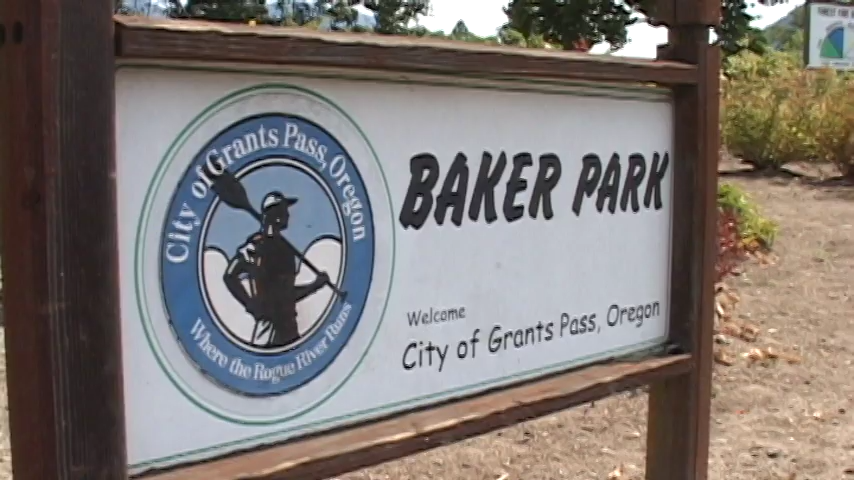 City of Grants Pass, Oregon
Where the Rogue River Runs
BAKER PARK
Welcome
City of Grants Pass, Oregon